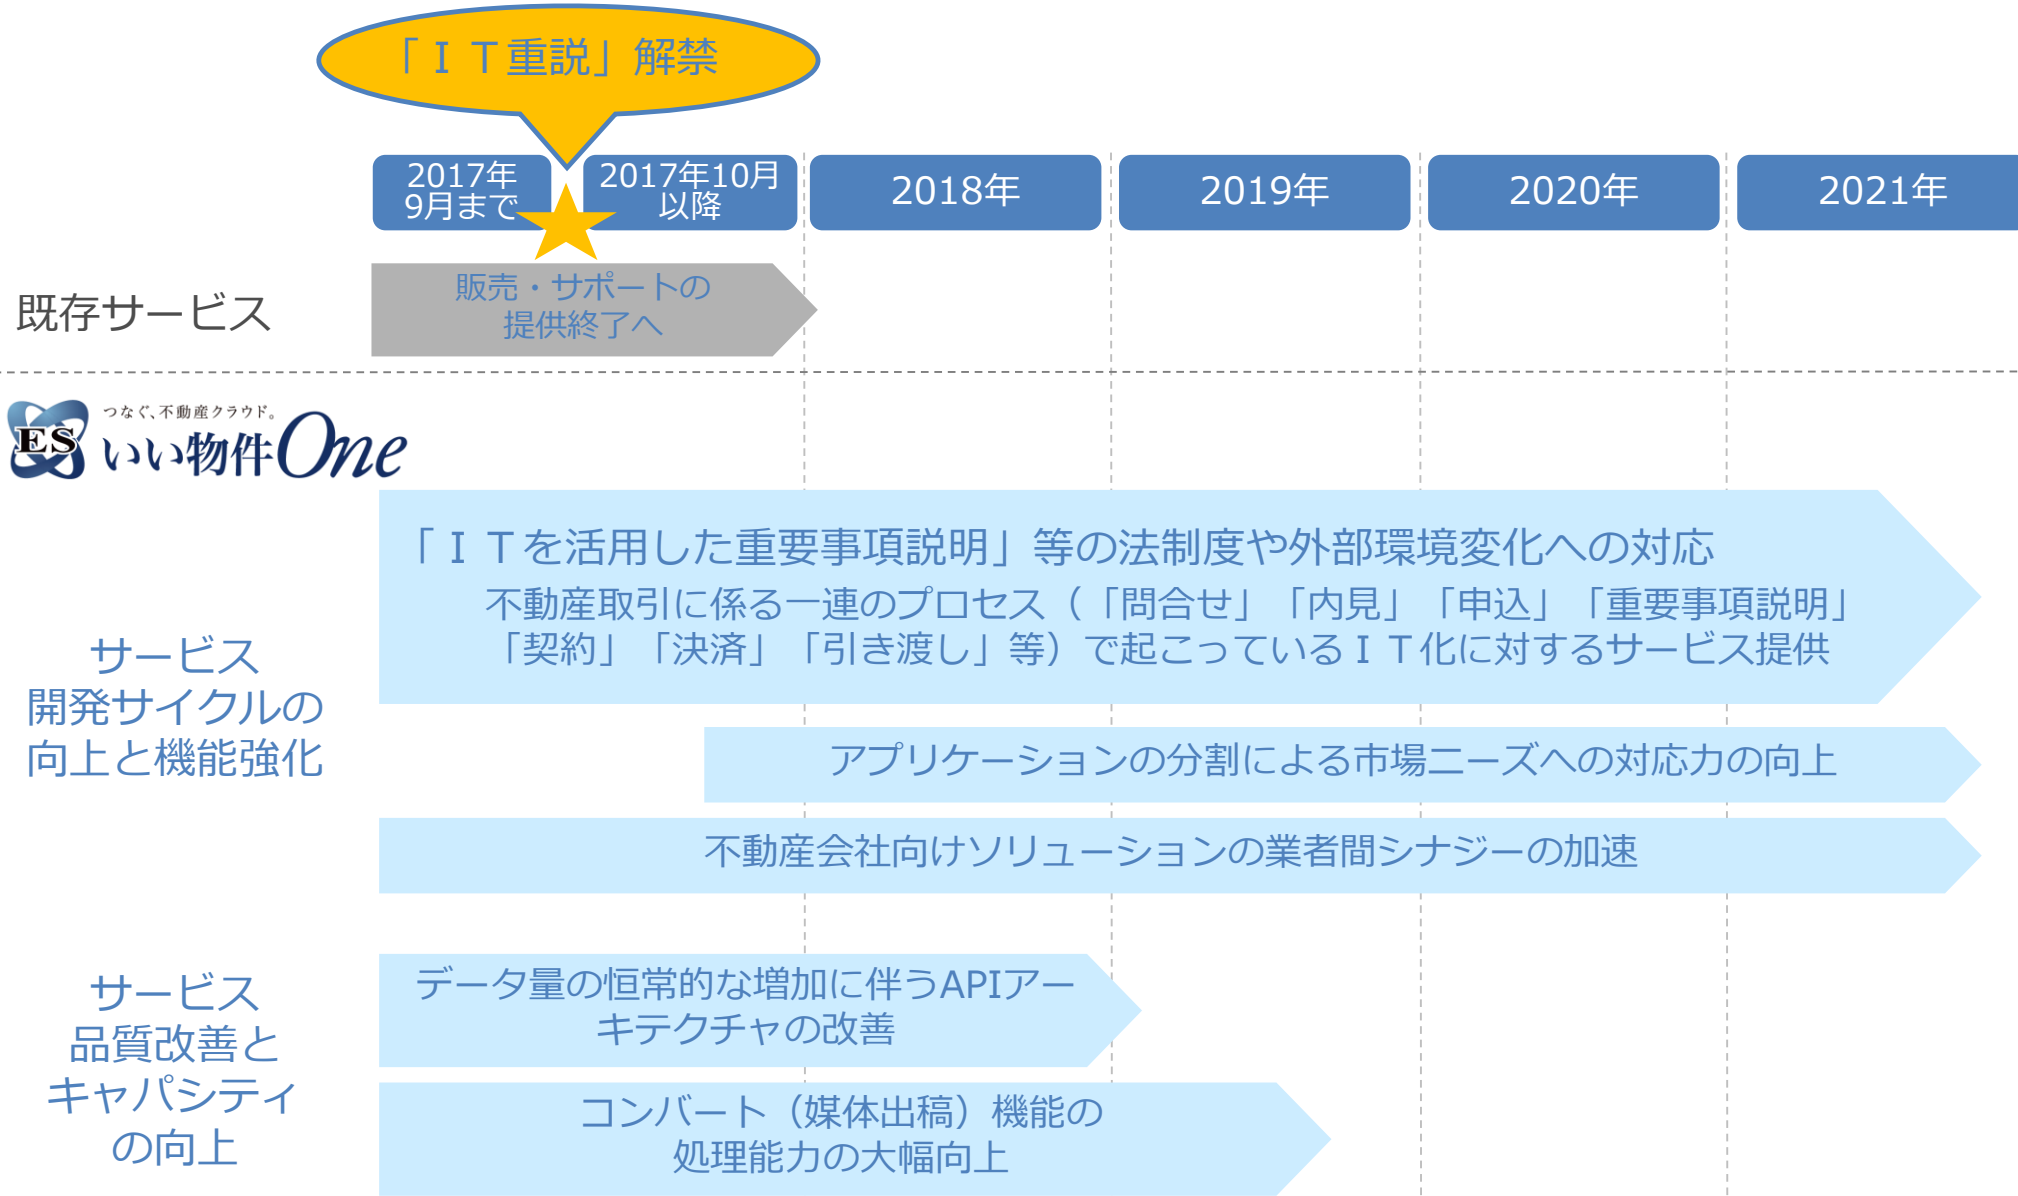 「ＩＴ重説」解禁
2017年
9月まで
2017年10月
以降
2018年
2019年
2020年
2021年
既存サービス
販売・サポートの
提供終了へ
つなぐ、不動産クラウド。
ES
いい物件One
サービス
開発サイクルの
向上と機能強化
「ＩＴを活用した重要事項説明」等の法制度や外部環境変化への対応
不動産取引に係る一連のプロセス（「問合せ」「内見」「申込」「重要事項説明」
「契約」「決済」「引き渡し」等）で起こっているＩＴ化に対するサービス提供
アプリケーションの分割による市場ニーズへの対応力の向上
不動産会社向けソリューションの業者間シナジーの加速
サービス
品質改善と
キャパシティ
の向上
データ量の恒常的な増加に伴うAPIアー
キテクチャの改善
コンバート（媒体出稿）機能の
処理能力の大幅向上